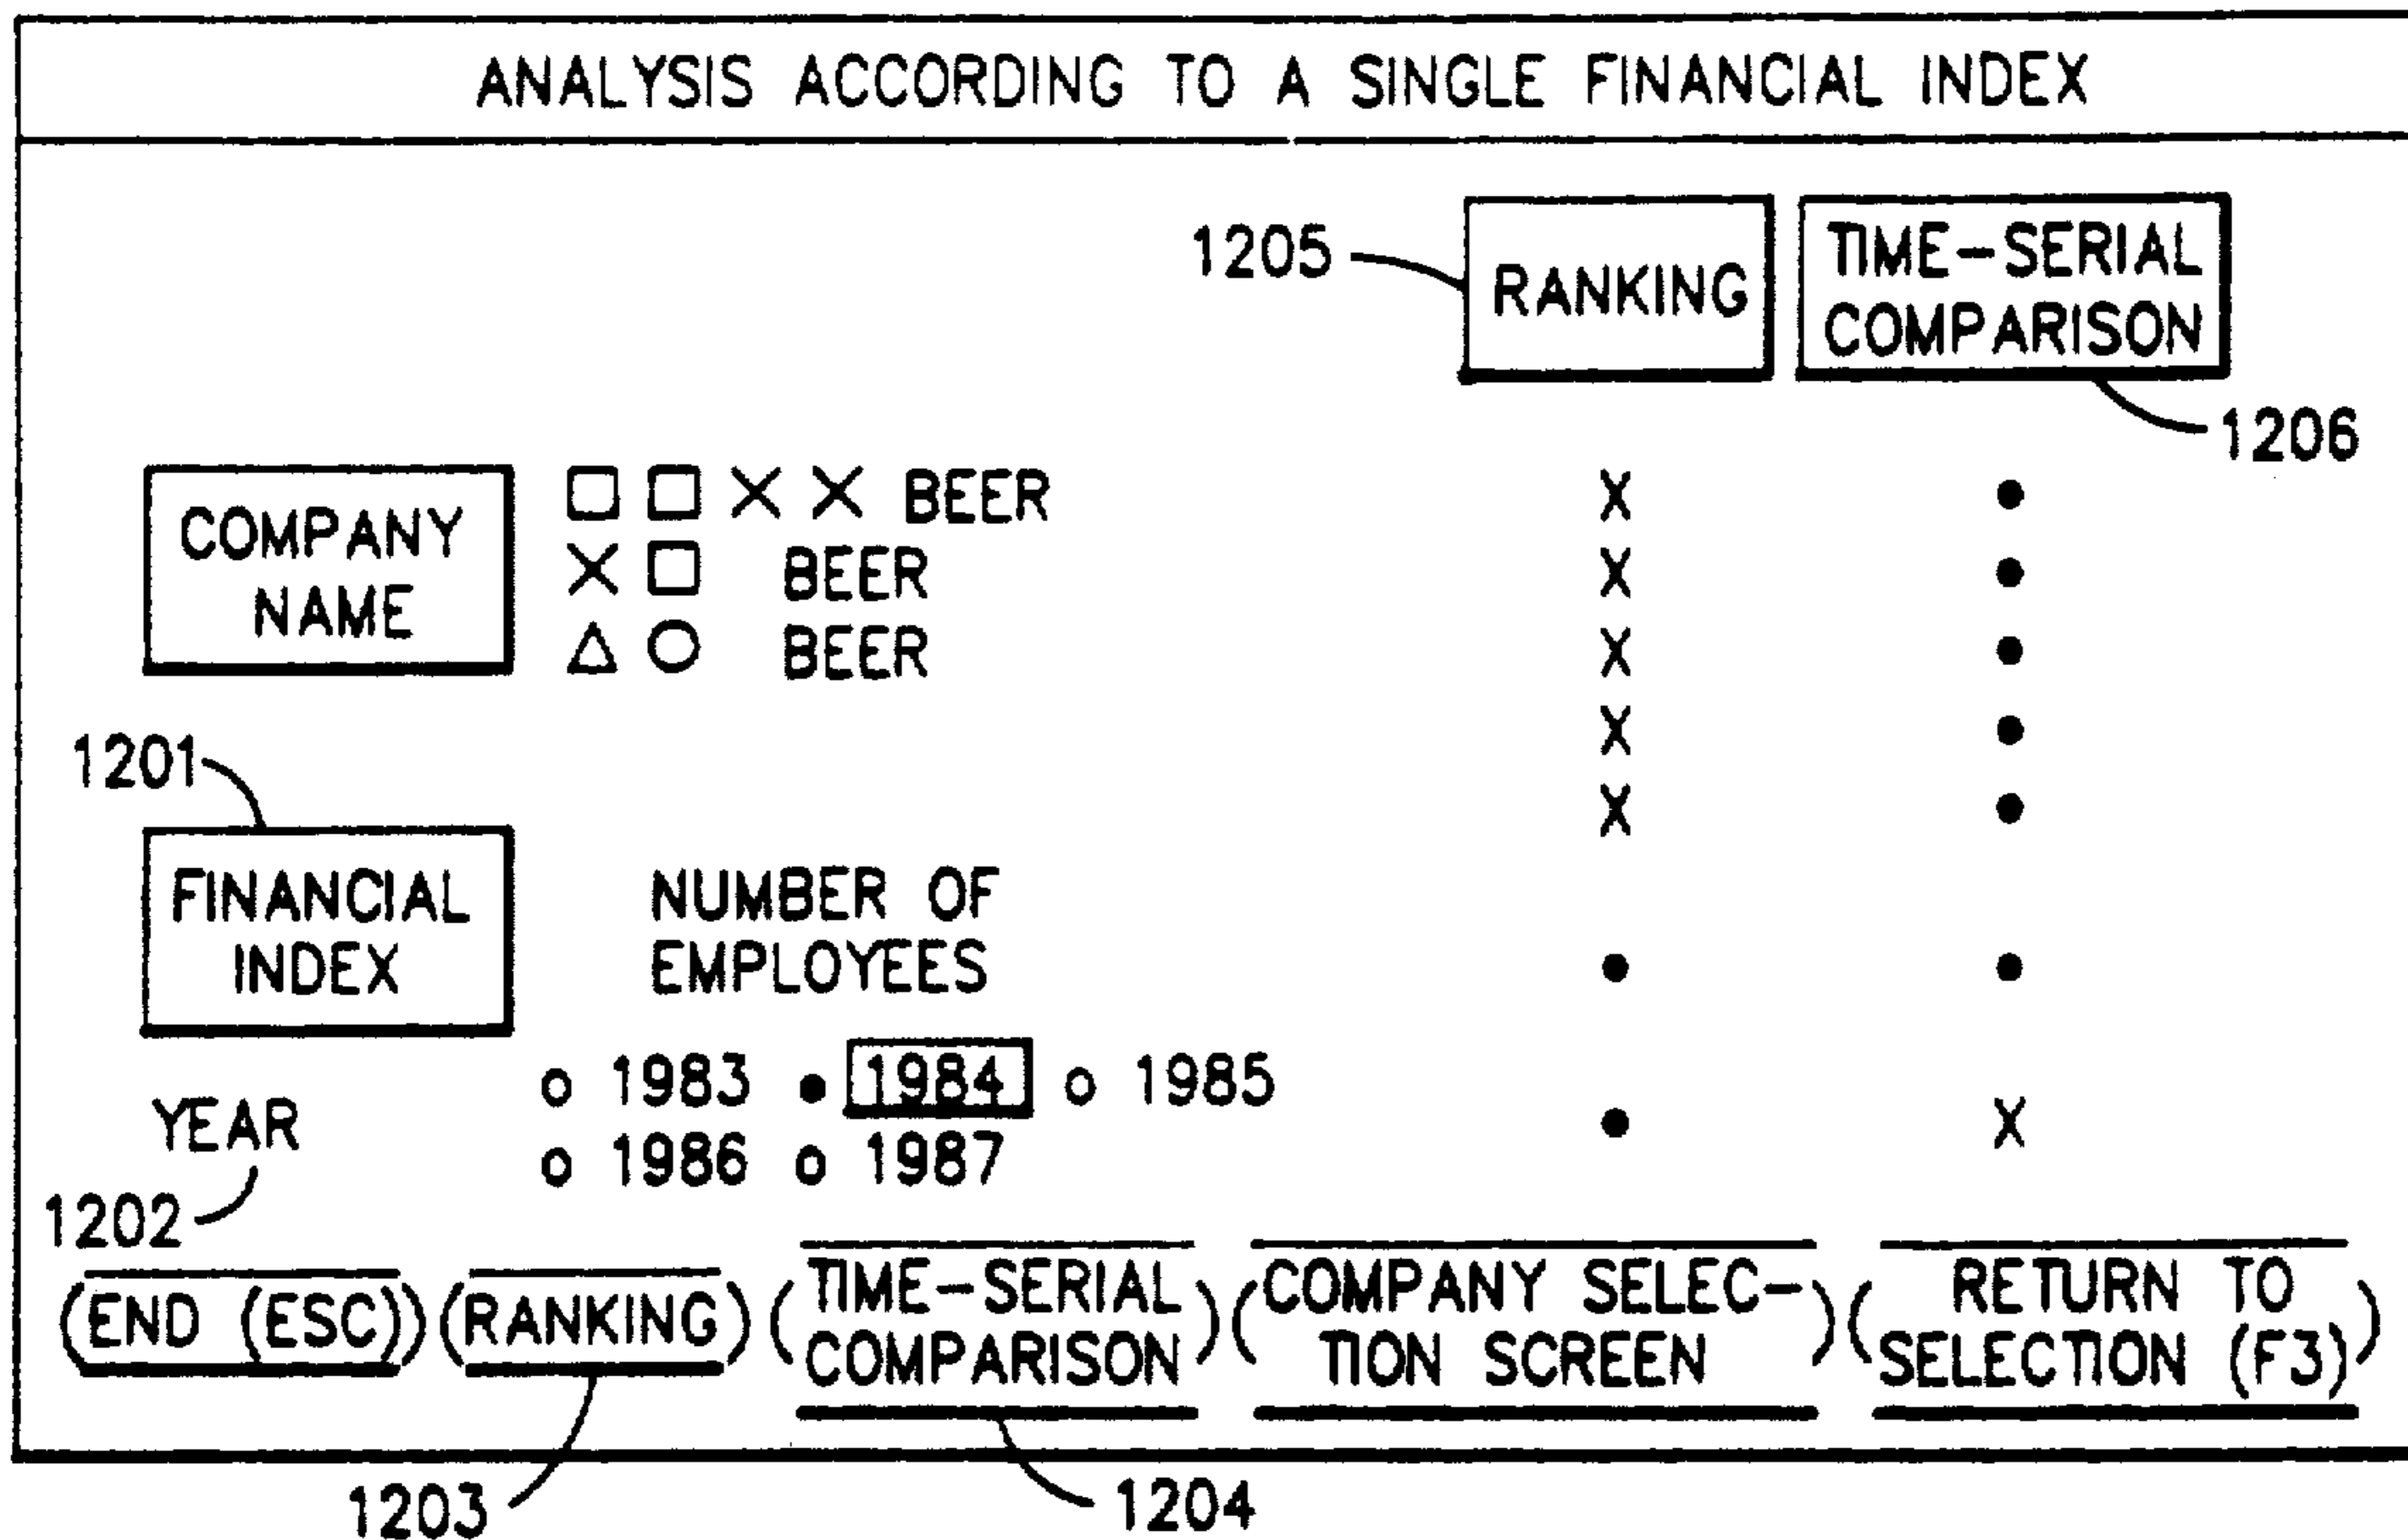 ANALYSIS ACCORDING TO A SINGLE FINANCIAL INDEX
1205
RANKING
TIME-SERIAL
COMPARISON
1206
COMPANY
NAME
□ □ X X BEER
X □ BEER
△ ○ BEER
X ●
X ●
X ●
X ●
X ●
1201
FINANCIAL
INDEX
NUMBER OF
EMPLOYEES
● ●
YEAR
○ 1983 ● 1984 ○ 1985
○ 1986 ○ 1987
● X
1202
(END (ESC))
(RANKING)
(TIME-SERIAL
COMPARISON)
(COMPANY SELEC-
TION SCREEN)
(RETURN TO
SELECTION (F3))
1203
1204